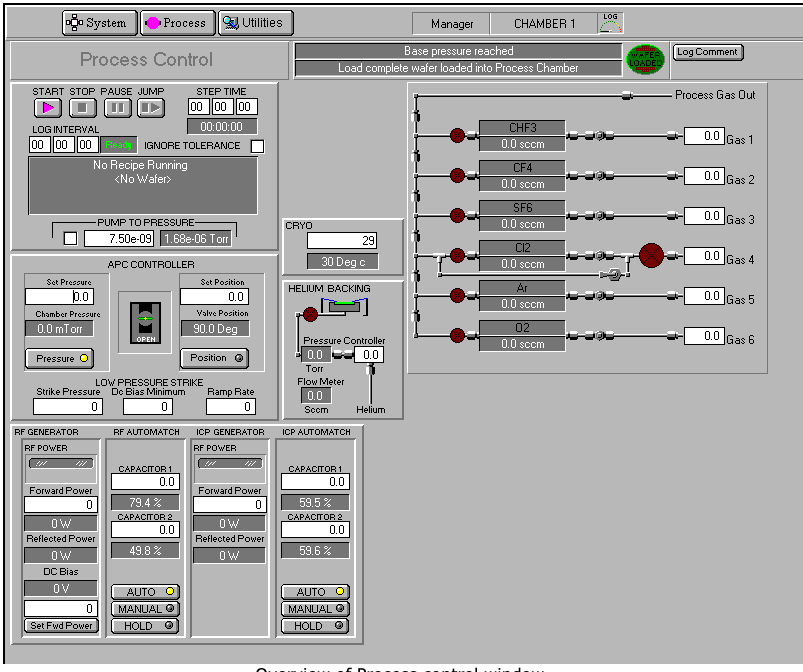 System Process Utilities Manager CHAMBER 1 LOG
Process Control
Base pressure reached
Load complete wafer loaded into Process Chamber
WAFER LOADED
Log Comment
START STOP PAUSE JUMP STEP TIME
00 00 00
00:00:00
LOG INTERVAL
00 00 00 Ready IGNORE TOLERANCE
No Recipe Running
<No Wafer>
PUMP TO PRESSURE
7.50e-09 1.68e-06 Torr
APC CONTROLLER
Set Pressure Set Position
0.0 0.0
Chamber Pressure Valve Position
0.0 mTorr 90.0 Deg
OPEN
Pressure Position
LOW PRESSURE STRIKE
Strike Pressure Dc Bias Minimum Ramp Rate
0 0 0
CRYO
29
30 Deg c
HELIUM BACKING
Pressure Controller
0.0 0.0
Torr
Flow Meter
0.0
Sccm Helium
Process Gas Out
CHF3
0.0 sccm 0.0 Gas 1
CF4
0.0 sccm 0.0 Gas 2
SF6
0.0 sccm 0.0 Gas 3
Cl2
0.0 sccm 0.0 Gas 4
Ar
0.0 sccm 0.0 Gas 5
O2
0.0 sccm 0.0 Gas 6
RF GENERATOR
RF POWER
Forward Power
0
0 W
Reflected Power
0 W
DC Bias
0 V
0
Set Fwd Power
RF AUTOMATCH
CAPACITOR 1
0.0
79.4 %
CAPACITOR 2
0.0
49.8 %
AUTO
MANUAL
HOLD
ICP GENERATOR
RF POWER
Forward Power
0
0 W
Reflected Power
0 W
ICP AUTOMATCH
CAPACITOR 1
0.0
59.5 %
CAPACITOR 2
0.0
59.6 %
AUTO
MANUAL
HOLD
Overview of Process control window